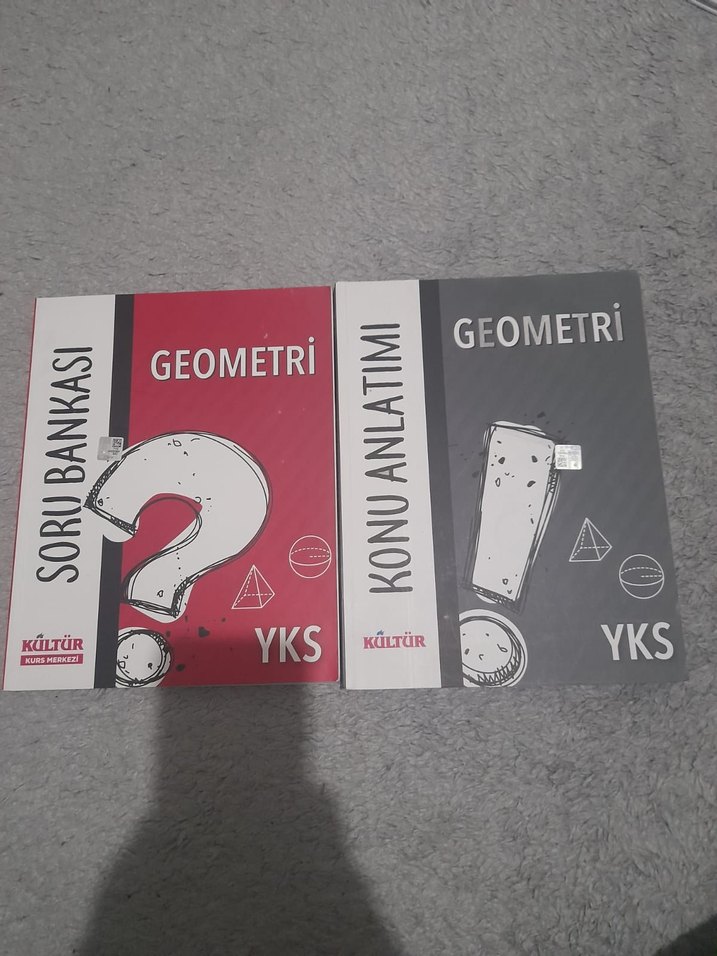 SORU BANKASI
GEOMETRİ
YKS
KÜLTÜR
KURS MERKEZİ
KONU ANLATIMI
GEOMETRİ
YKS
KÜLTÜR